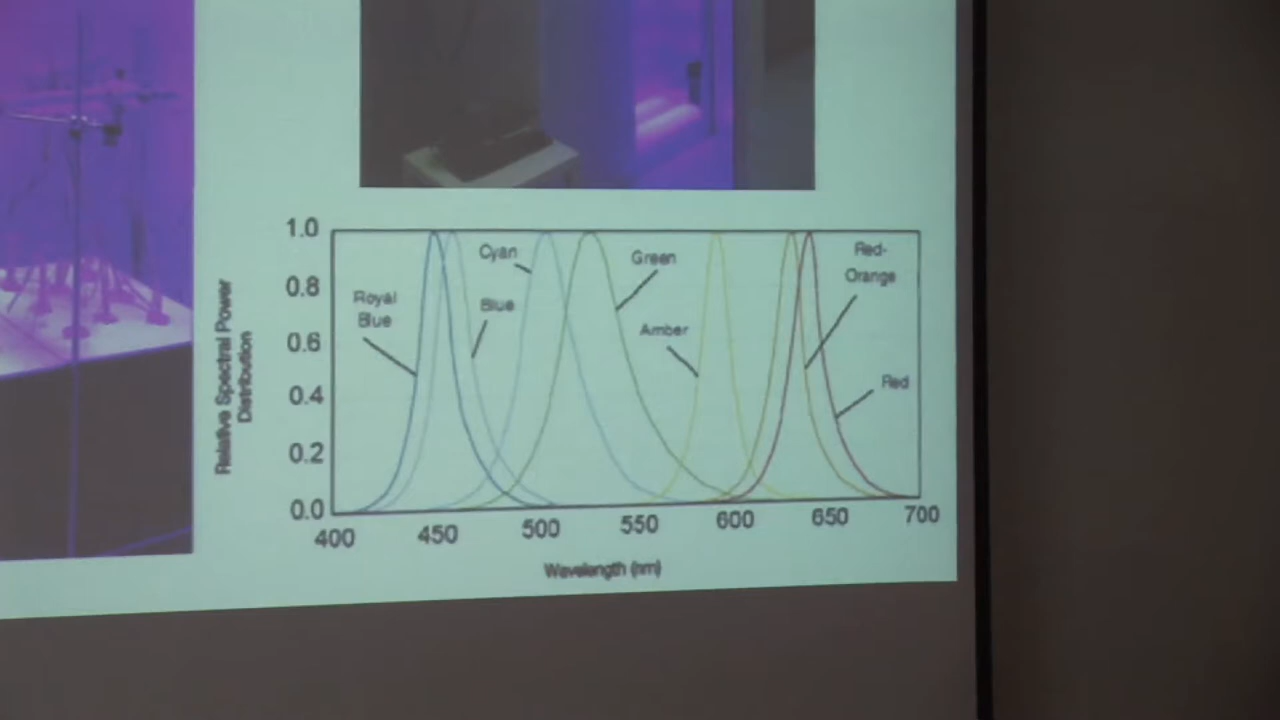 1.0
0.8
0.6
0.4
0.2
0.0
Relative Spectral Power
Distribution
Royal
Blue
Cyan
Blue
Green
Amber
Red-
Orange
Red
400 450 500 550 600 650 700
Wavelength (nm)